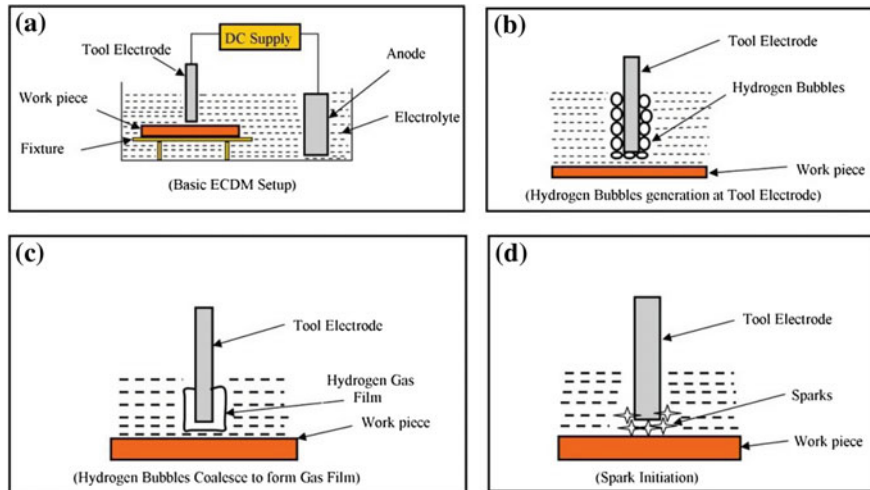 (a)
DC Supply
Tool Electrode
Anode
Work piece
Electrolyte
Fixture
(Basic ECDM Setup)
(b)
Tool Electrode
Hydrogen Bubbles
Work piece
(Hydrogen Bubbles generation at Tool Electrode)
(c)
Tool Electrode
Hydrogen Gas
Film
Work piece
(Hydrogen Bubbles Coalesce to form Gas Film)
(d)
Tool Electrode
Sparks
Work piece
(Spark Initiation)